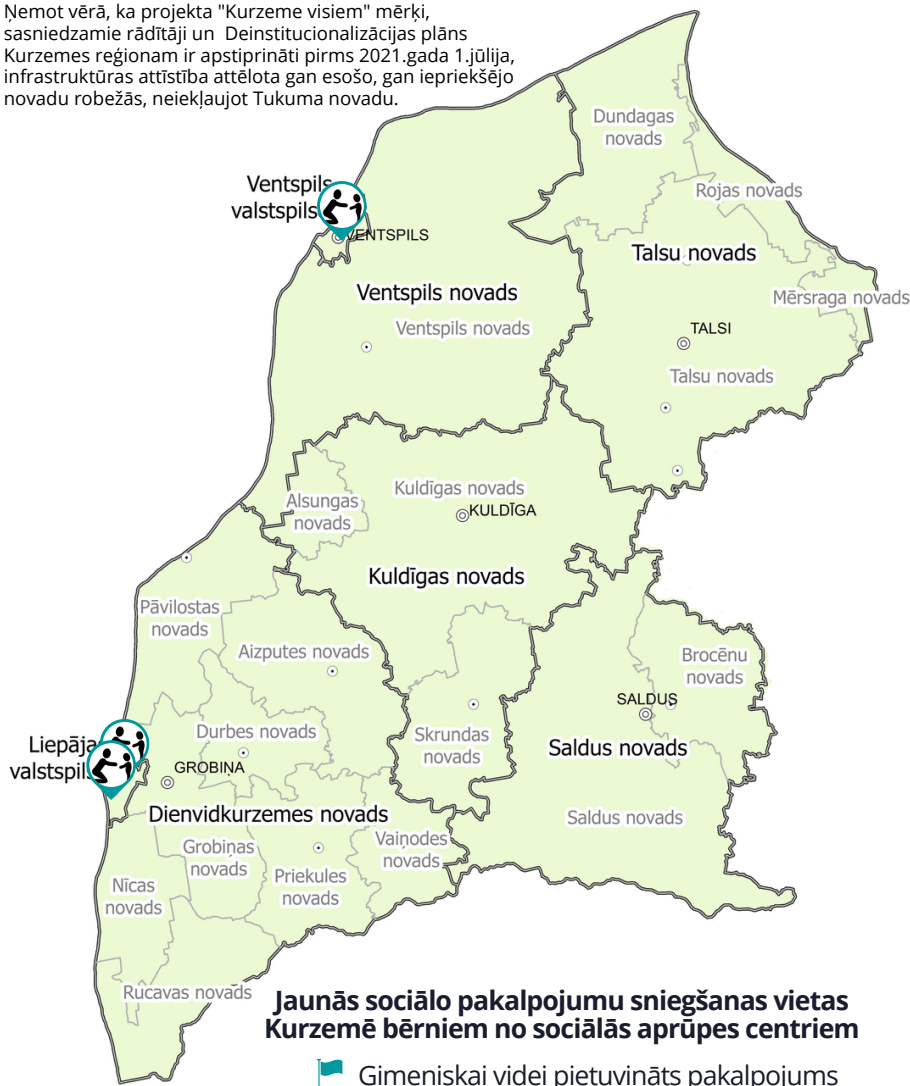 Ņemot vērā, ka projekta "Kurzeme visiem" mērķi,
sasniedzamie rādītāji un Deinstitucionalizācijas plāns
Kurzemes reģionam ir apstiprināti pirms 2021.gada 1.jūlija,
infrastruktūras attīstība attēlota gan esošo, gan iepriekšējo
novadu robežās, neiekļaujot Tukuma novadu.
Dundagas
novads
Ventspils
valstspils
Rojas novads
VENTSPILS
Talsu novads
Ventspils novads
Mērsraga novads
Ventspils novads
TALSI
Talsu novads
Kuldīgas novads
Alsungas
novads
KULDĪGA
Kuldīgas novads
Pāvilostas
novads
Aizputes novads
Brocēnu
novads
SALDUS
Durbes novads
Skrundas
novads
Liepāja
valstspils
Saldus novads
GROBIŅA
Dienvidkurzemes novads
Saldus novads
Vaiņodes
novads
Grobiņas
novads
Priekules
novads
Nīcas
novads
Rucavas novads
Jaunās sociālo pakalpojumu sniegšanas vietas
Kurzemē bērniem no sociālās aprūpes centriem
Ģimeniskai videi pietuvināts pakalpojums